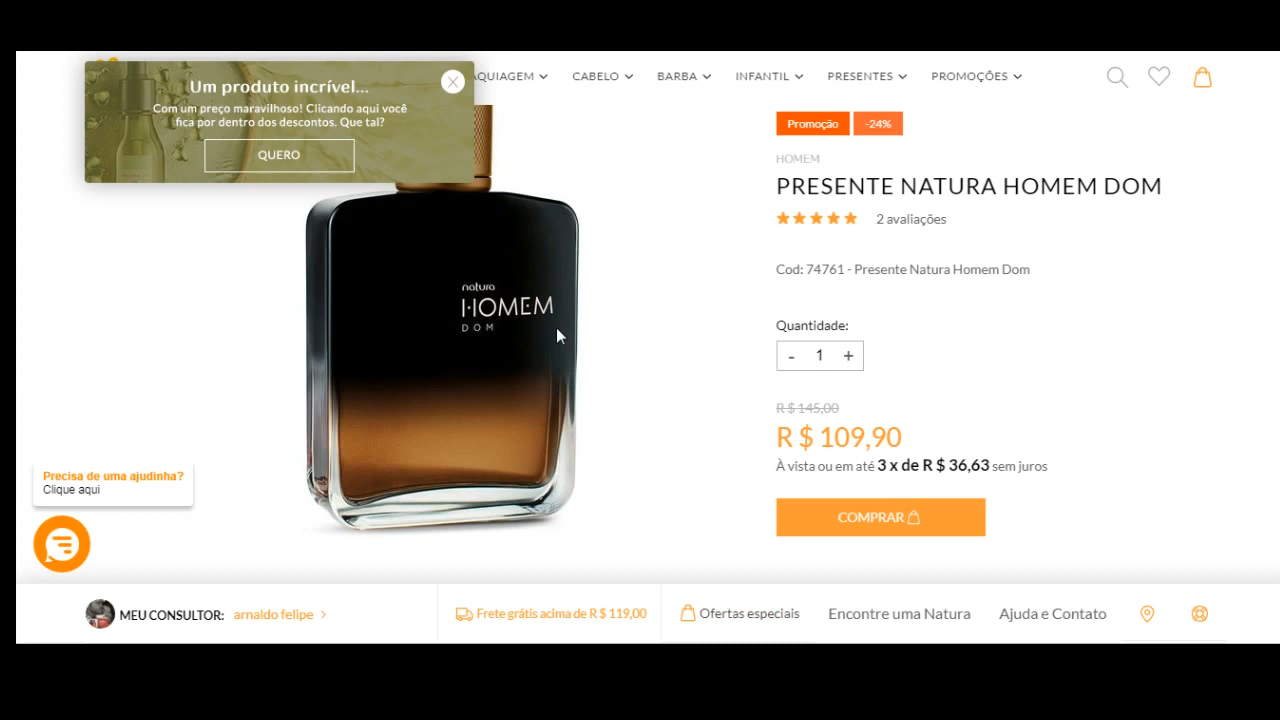 Um produto incrível...
Com um preço maravilhoso! Clicando aqui você
fica por dentro dos descontos. Que tal?
QUERO
AQUIAGEM
CABELO
BARBA
INFANTIL
PRESENTES
PROMOÇÕES
Promoção
-24%
HOMEM
PRESENTE NATURA HOMEM DOM
2 avaliações
Cod: 74761 - Presente Natura Homem Dom
Quantidade:
- 1 +
R$ 145,00
R$ 109,90
À vista ou em até 3 x de R$ 36,63 sem juros
COMPRAR
natura
HOMEM
DOM
Precisa de uma ajudinha?
Clique aqui
MEU CONSULTOR: arnaldo felipe >
Frete grátis acima de R$ 119,00
Ofertas especiais
Encontre uma Natura
Ajuda e Contato